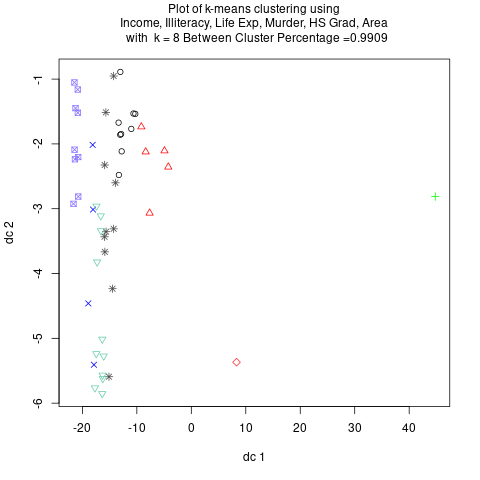 Plot of k-means clustering using
Income, Illiteracy, Life Exp, Murder, HS Grad, Area
with k = 8 Between Cluster Percentage =0.9909
-1
-2
-3
-4
-5
-6
dc 2
-20 -10 0 10 20 30 40
dc 1